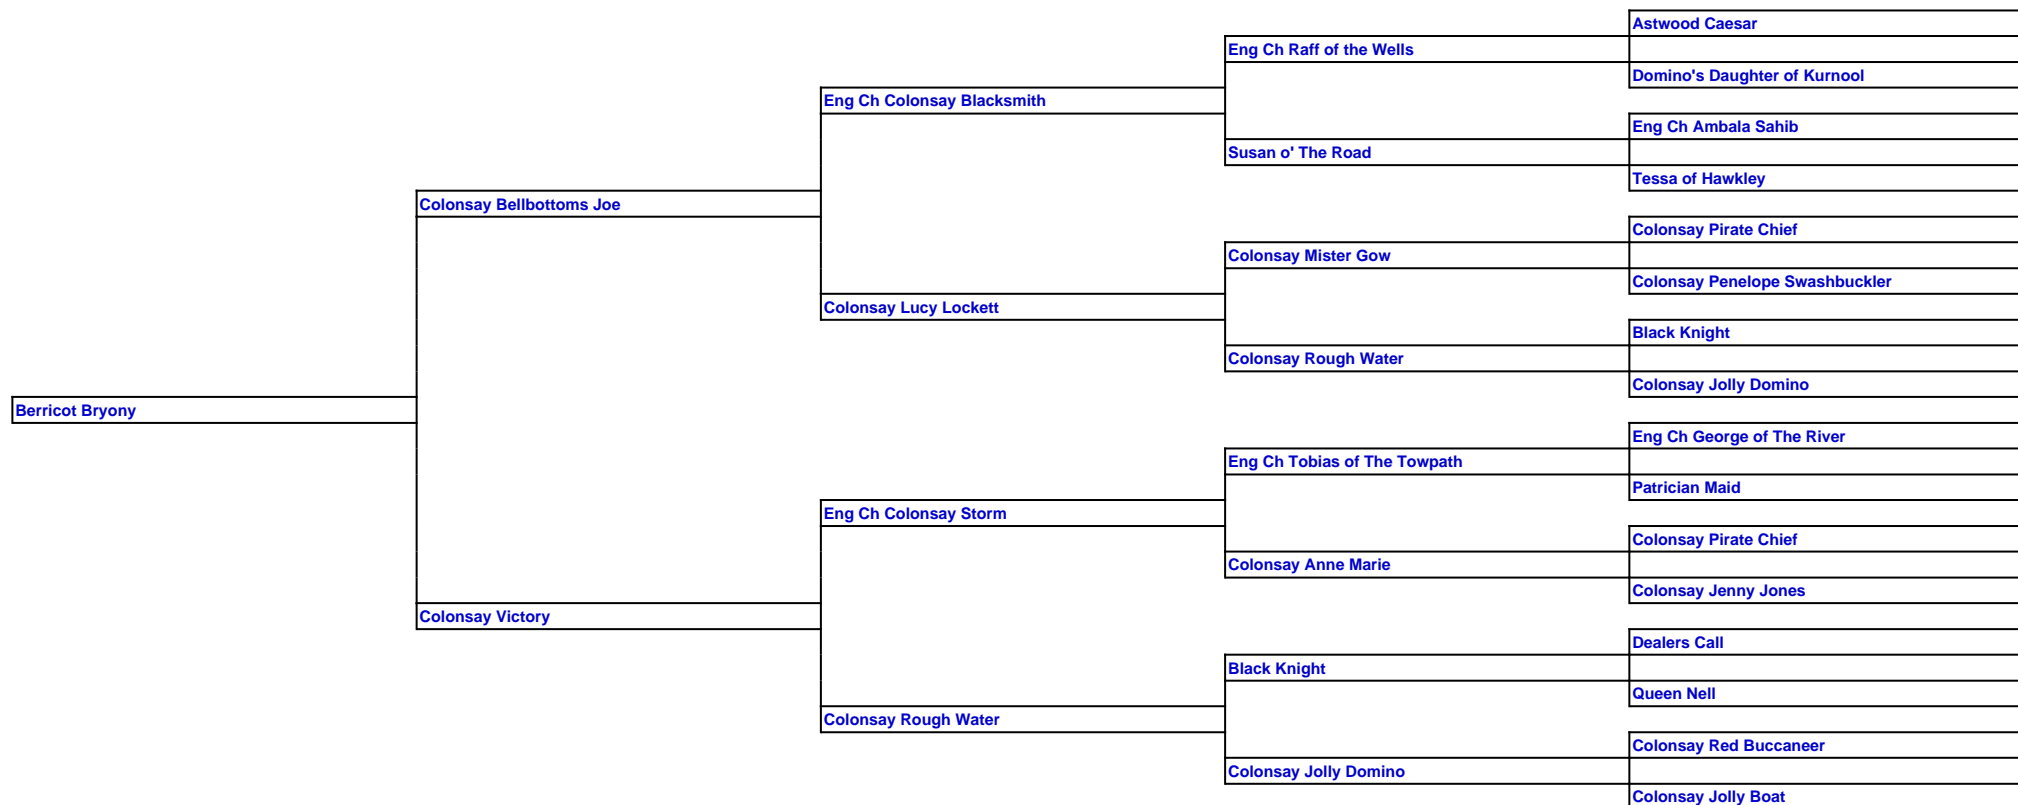 Astwood Caesar
Eng Ch Raff of the Wells
Domino's Daughter of Kurnool
Eng Ch Colonsay Blacksmith
Eng Ch Ambala Sahib
Susan o' The Road
Tessa of Hawkley
Colonsay Bellbottoms Joe
Colonsay Pirate Chief
Colonsay Mister Gow
Colonsay Penelope Swashbuckler
Colonsay Lucy Lockett
Black Knight
Colonsay Rough Water
Colonsay Jolly Domino
Berricot Bryony
Eng Ch George of The River
Eng Ch Tobias of The Towpath
Patrician Maid
Eng Ch Colonsay Storm
Colonsay Pirate Chief
Colonsay Anne Marie
Colonsay Jenny Jones
Colonsay Victory
Dealers Call
Black Knight
Queen Nell
Colonsay Rough Water
Colonsay Red Buccaneer
Colonsay Jolly Domino
Colonsay Jolly Boat